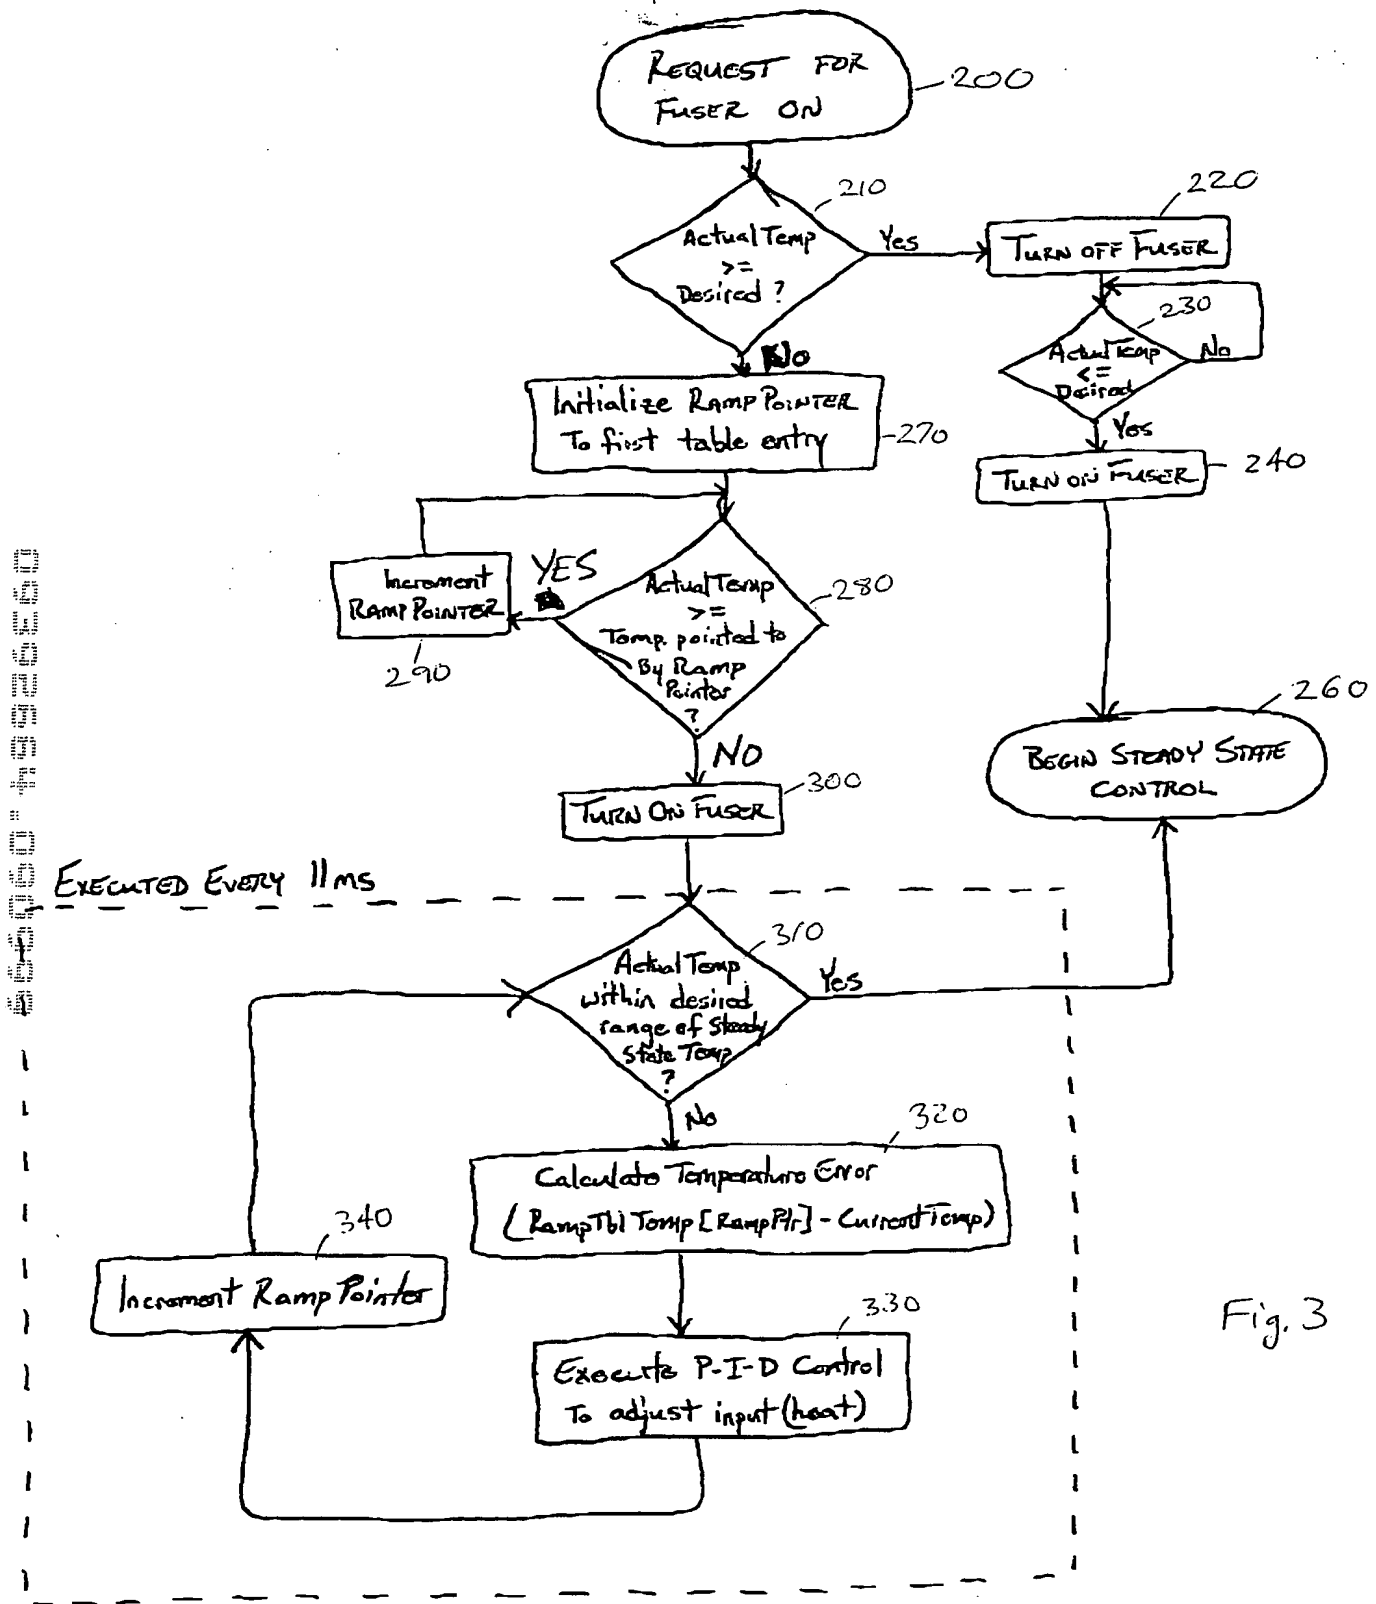 REQUEST FOR
FUSER ON
200
210
Actual Temp
>=
Desired ?
Yes
220
TURN OFF FUSER
230
Actual Temp
<=
Desired
No
Yes
240
TURN ON FUSER
No
Initialize RAMP POINTER
To first table entry
270
Increment
RAMP POINTER
290
YES
280
Actual Temp
>=
Temp. pointed to
By Ramp
Pointer
?
NO
300
TURN ON FUSER
260
BEGIN STEADY STATE
CONTROL
EXECUTED EVERY 11ms
310
Actual Temp
within desired
range of Steady
State Temp
?
Yes
No
320
Calculate Temperature Error
(RampTblTemp[RampPtr] - CurrentTemp)
340
Increment Ramp Pointer
330
Execute P-I-D Control
To adjust input (heat)
Fig. 3